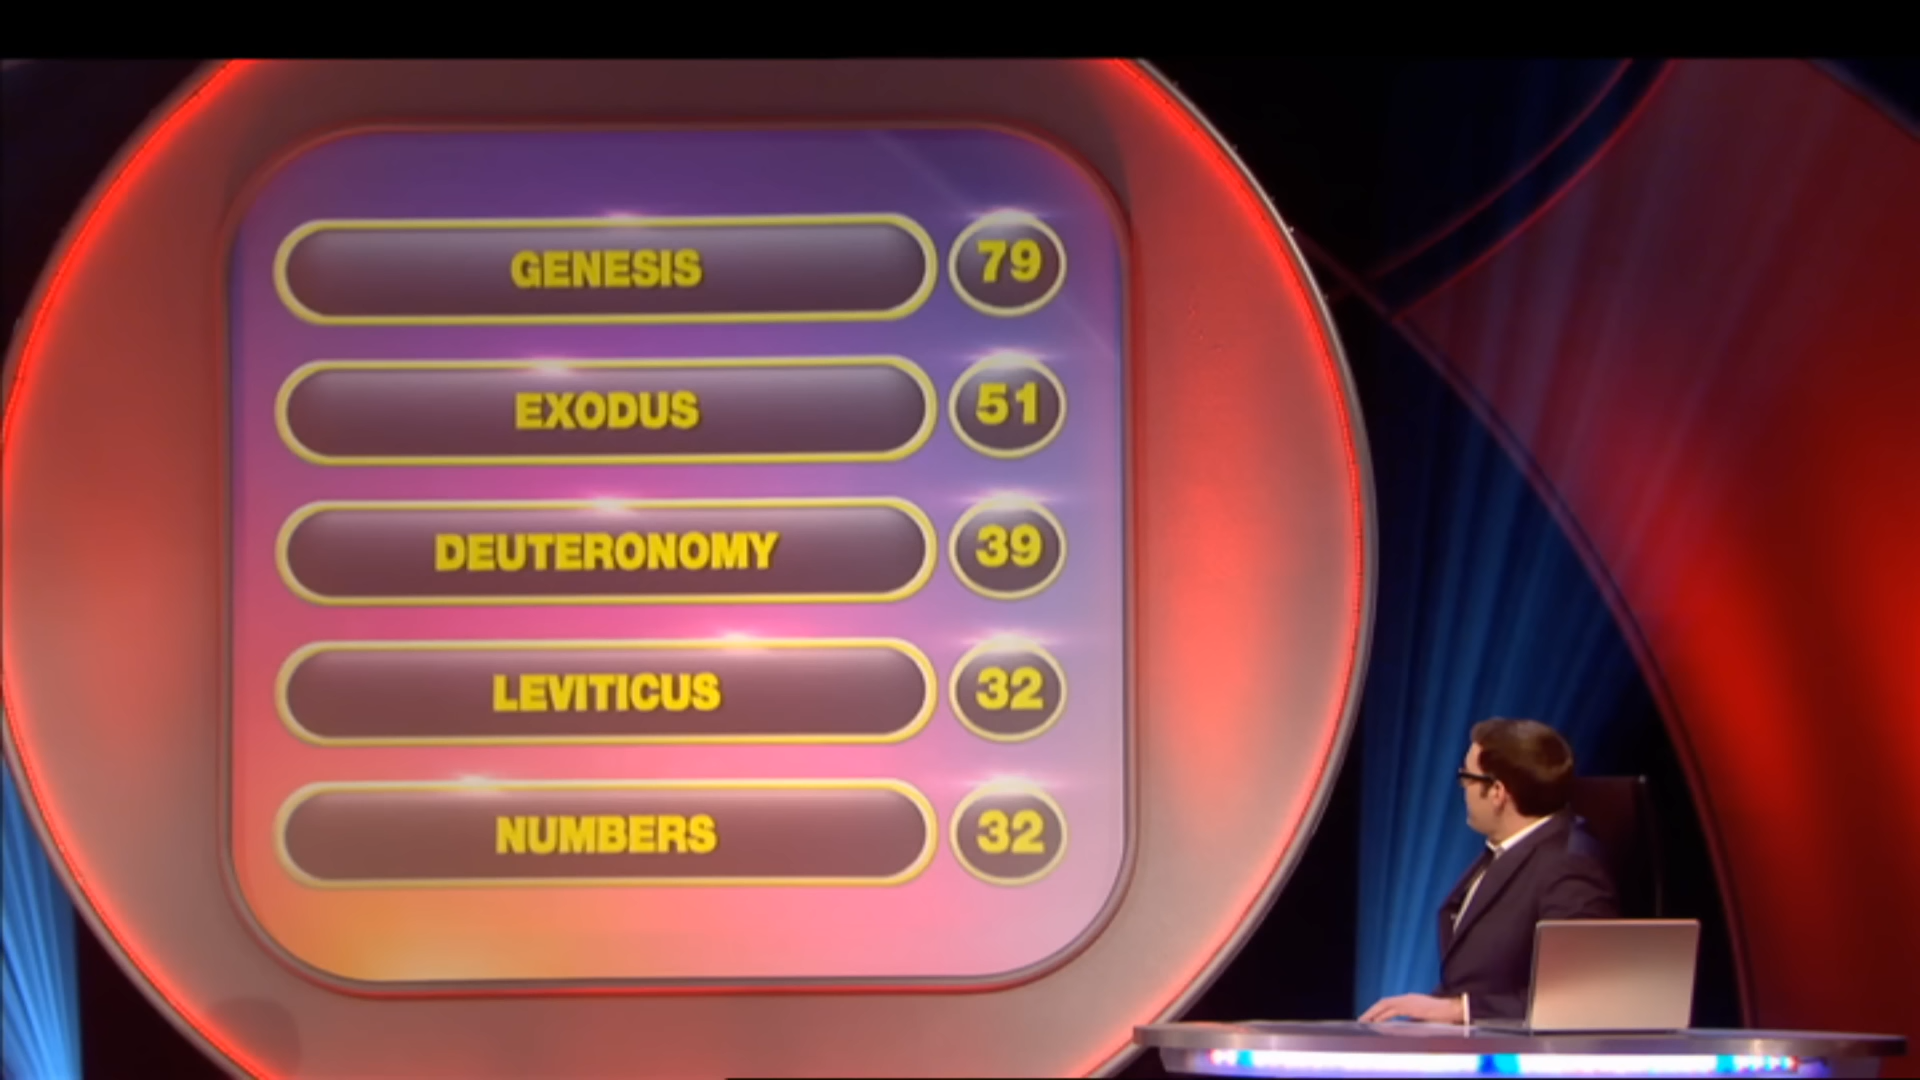 GENESIS 79
EXODUS 51
DEUTERONOMY 39
LEVITICUS 32
NUMBERS 32